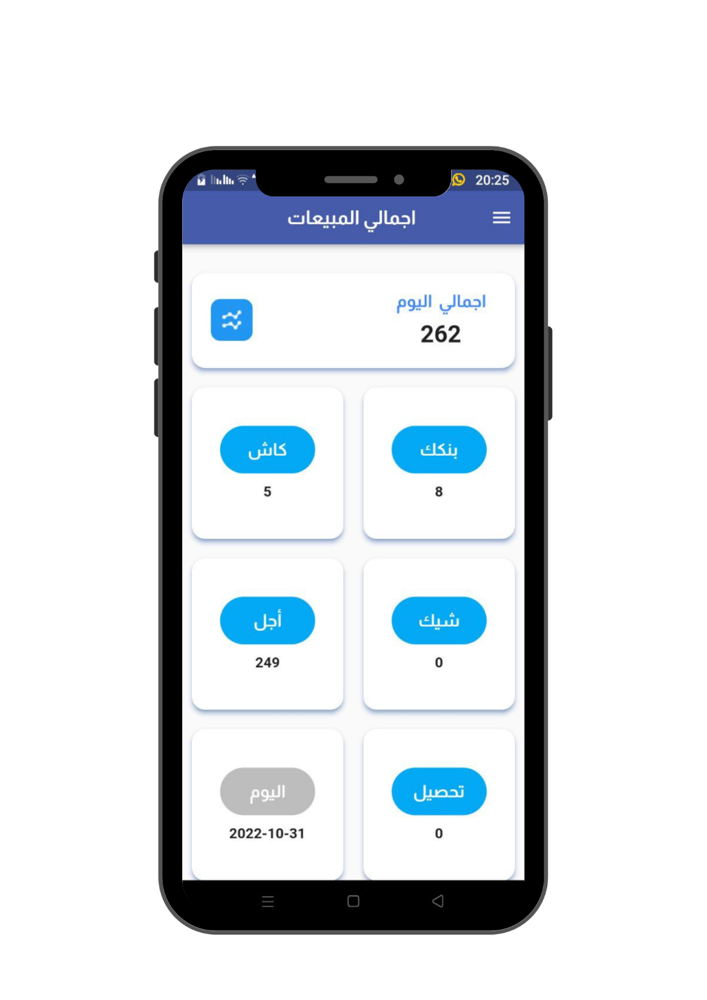 20:25
اجمالي المبيعات
اجمالي اليوم
262
بنكك
8
كاش
5
شيك
0
أجل
249
تحصيل
0
اليوم
2022-10-31